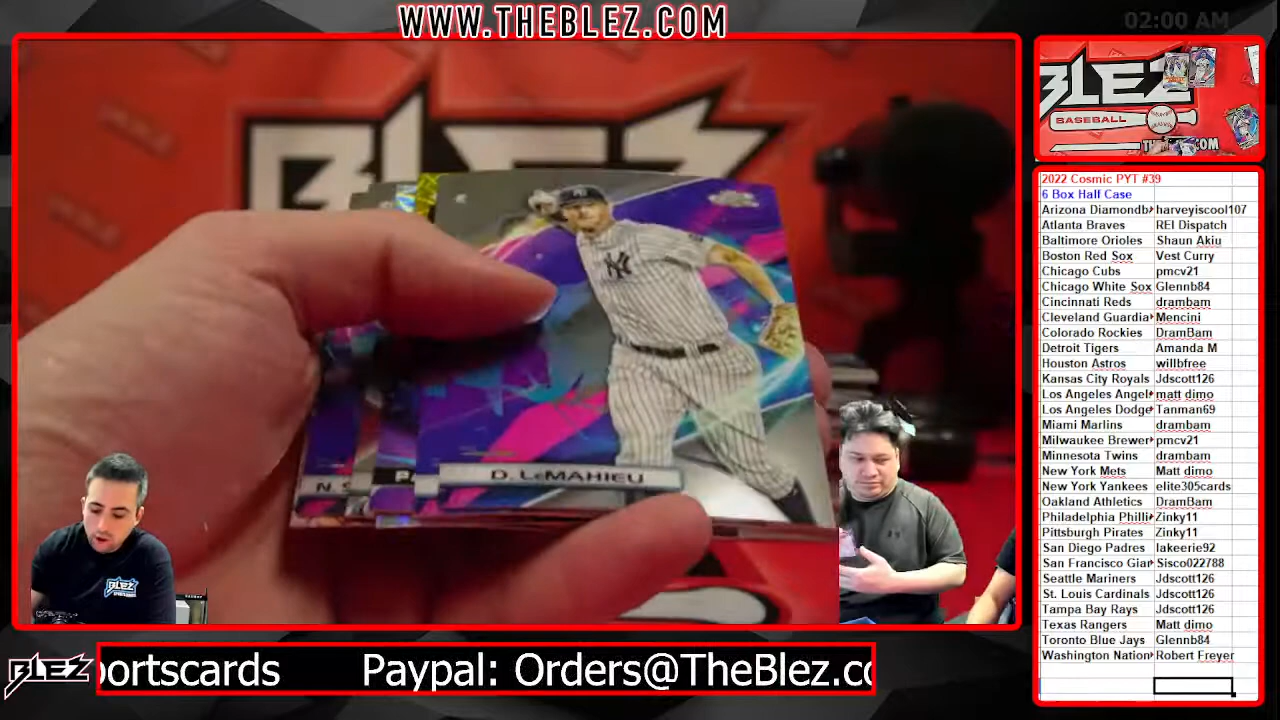 WWW.THEBLEZ.COM
02:00 AM
BLEZ
BLEZ
BASEBALL
D. LeMAHIEU
N. S
BLEZ
2022 Cosmic PYT #39
6 Box Half Case
Arizona Diamondb harveyiscool107
Atlanta Braves REI Dispatch
Baltimore Orioles Shaun Akiu
Boston Red Sox Vest Curry
Chicago Cubs pmcv21
Chicago White Sox Glennb84
Cincinnati Reds drambam
Cleveland Guardia Mencini
Colorado Rockies DramBam
Detroit Tigers Amanda M
Houston Astros willbfree
Kansas City Royals Jdscott126
Los Angeles Angel matt dimo
Los Angeles Dodge Tanman69
Miami Marlins drambam
Milwaukee Brewer pmcv21
Minnesota Twins drambam
New York Mets Matt dimo
New York Yankees elite305cards
Oakland Athletics DramBam
Philadelphia Philli Zinky11
Pittsburgh Pirates Zinky11
San Diego Padres lakeerie92
San Francisco Giar Sisco022788
Seattle Mariners Jdscott126
St. Louis Cardinals Jdscott126
Tampa Bay Rays Jdscott126
Texas Rangers Matt dimo
Toronto Blue Jays Glennb84
Washington Nation Robert Freyer
BLEZ
portscards Paypal: Orders@TheBlez.co